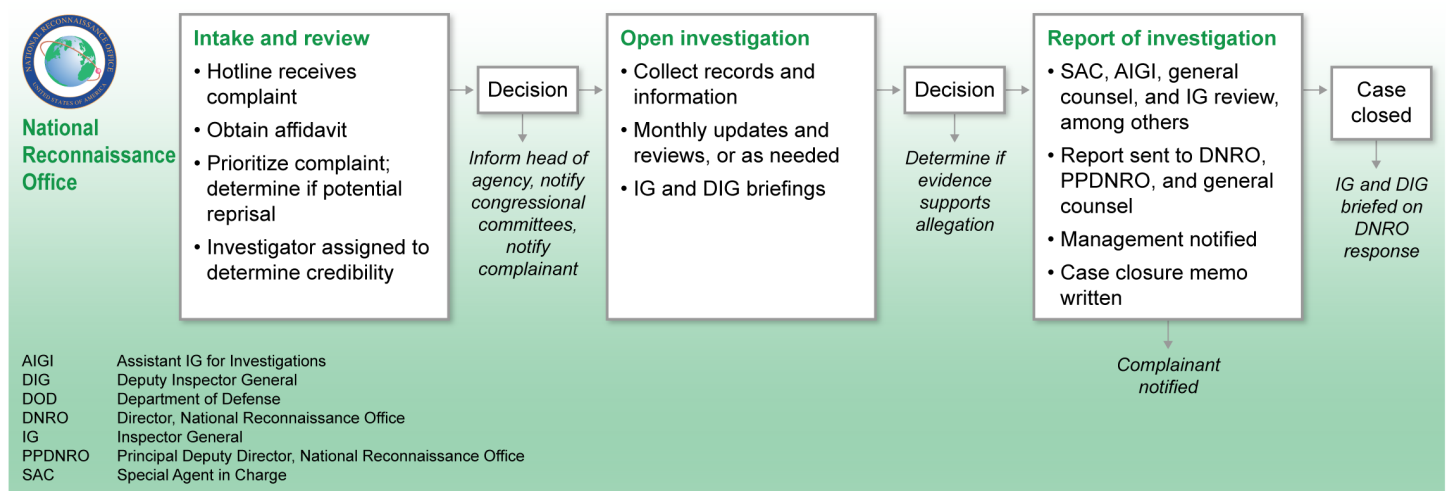 NATIONAL RECONNAISSANCE OFFICE
UNITED STATES OF AMERICA
National
Reconnaissance
Office
Intake and review
• Hotline receives
complaint
• Obtain affidavit
• Prioritize complaint;
determine if potential
reprisal
• Investigator assigned to
determine credibility
Decision
Inform head of
agency, notify
congressional
committees,
notify
complainant
Open investigation
• Collect records and
information
• Monthly updates and
reviews, or as needed
• IG and DIG briefings
Decision
Determine if
evidence
supports
allegation
Report of investigation
• SAC, AIGI, general
counsel, and IG review,
among others
• Report sent to DNRO,
PPDNRO, and general
counsel
• Management notified
• Case closure memo
written
Complainant
notified
Case
closed
IG and DIG
briefed on
DNRO
response
AIGI Assistant IG for Investigations
DIG Deputy Inspector General
DOD Department of Defense
DNRO Director, National Reconnaissance Office
IG Inspector General
PPDNRO Principal Deputy Director, National Reconnaissance Office
SAC Special Agent in Charge